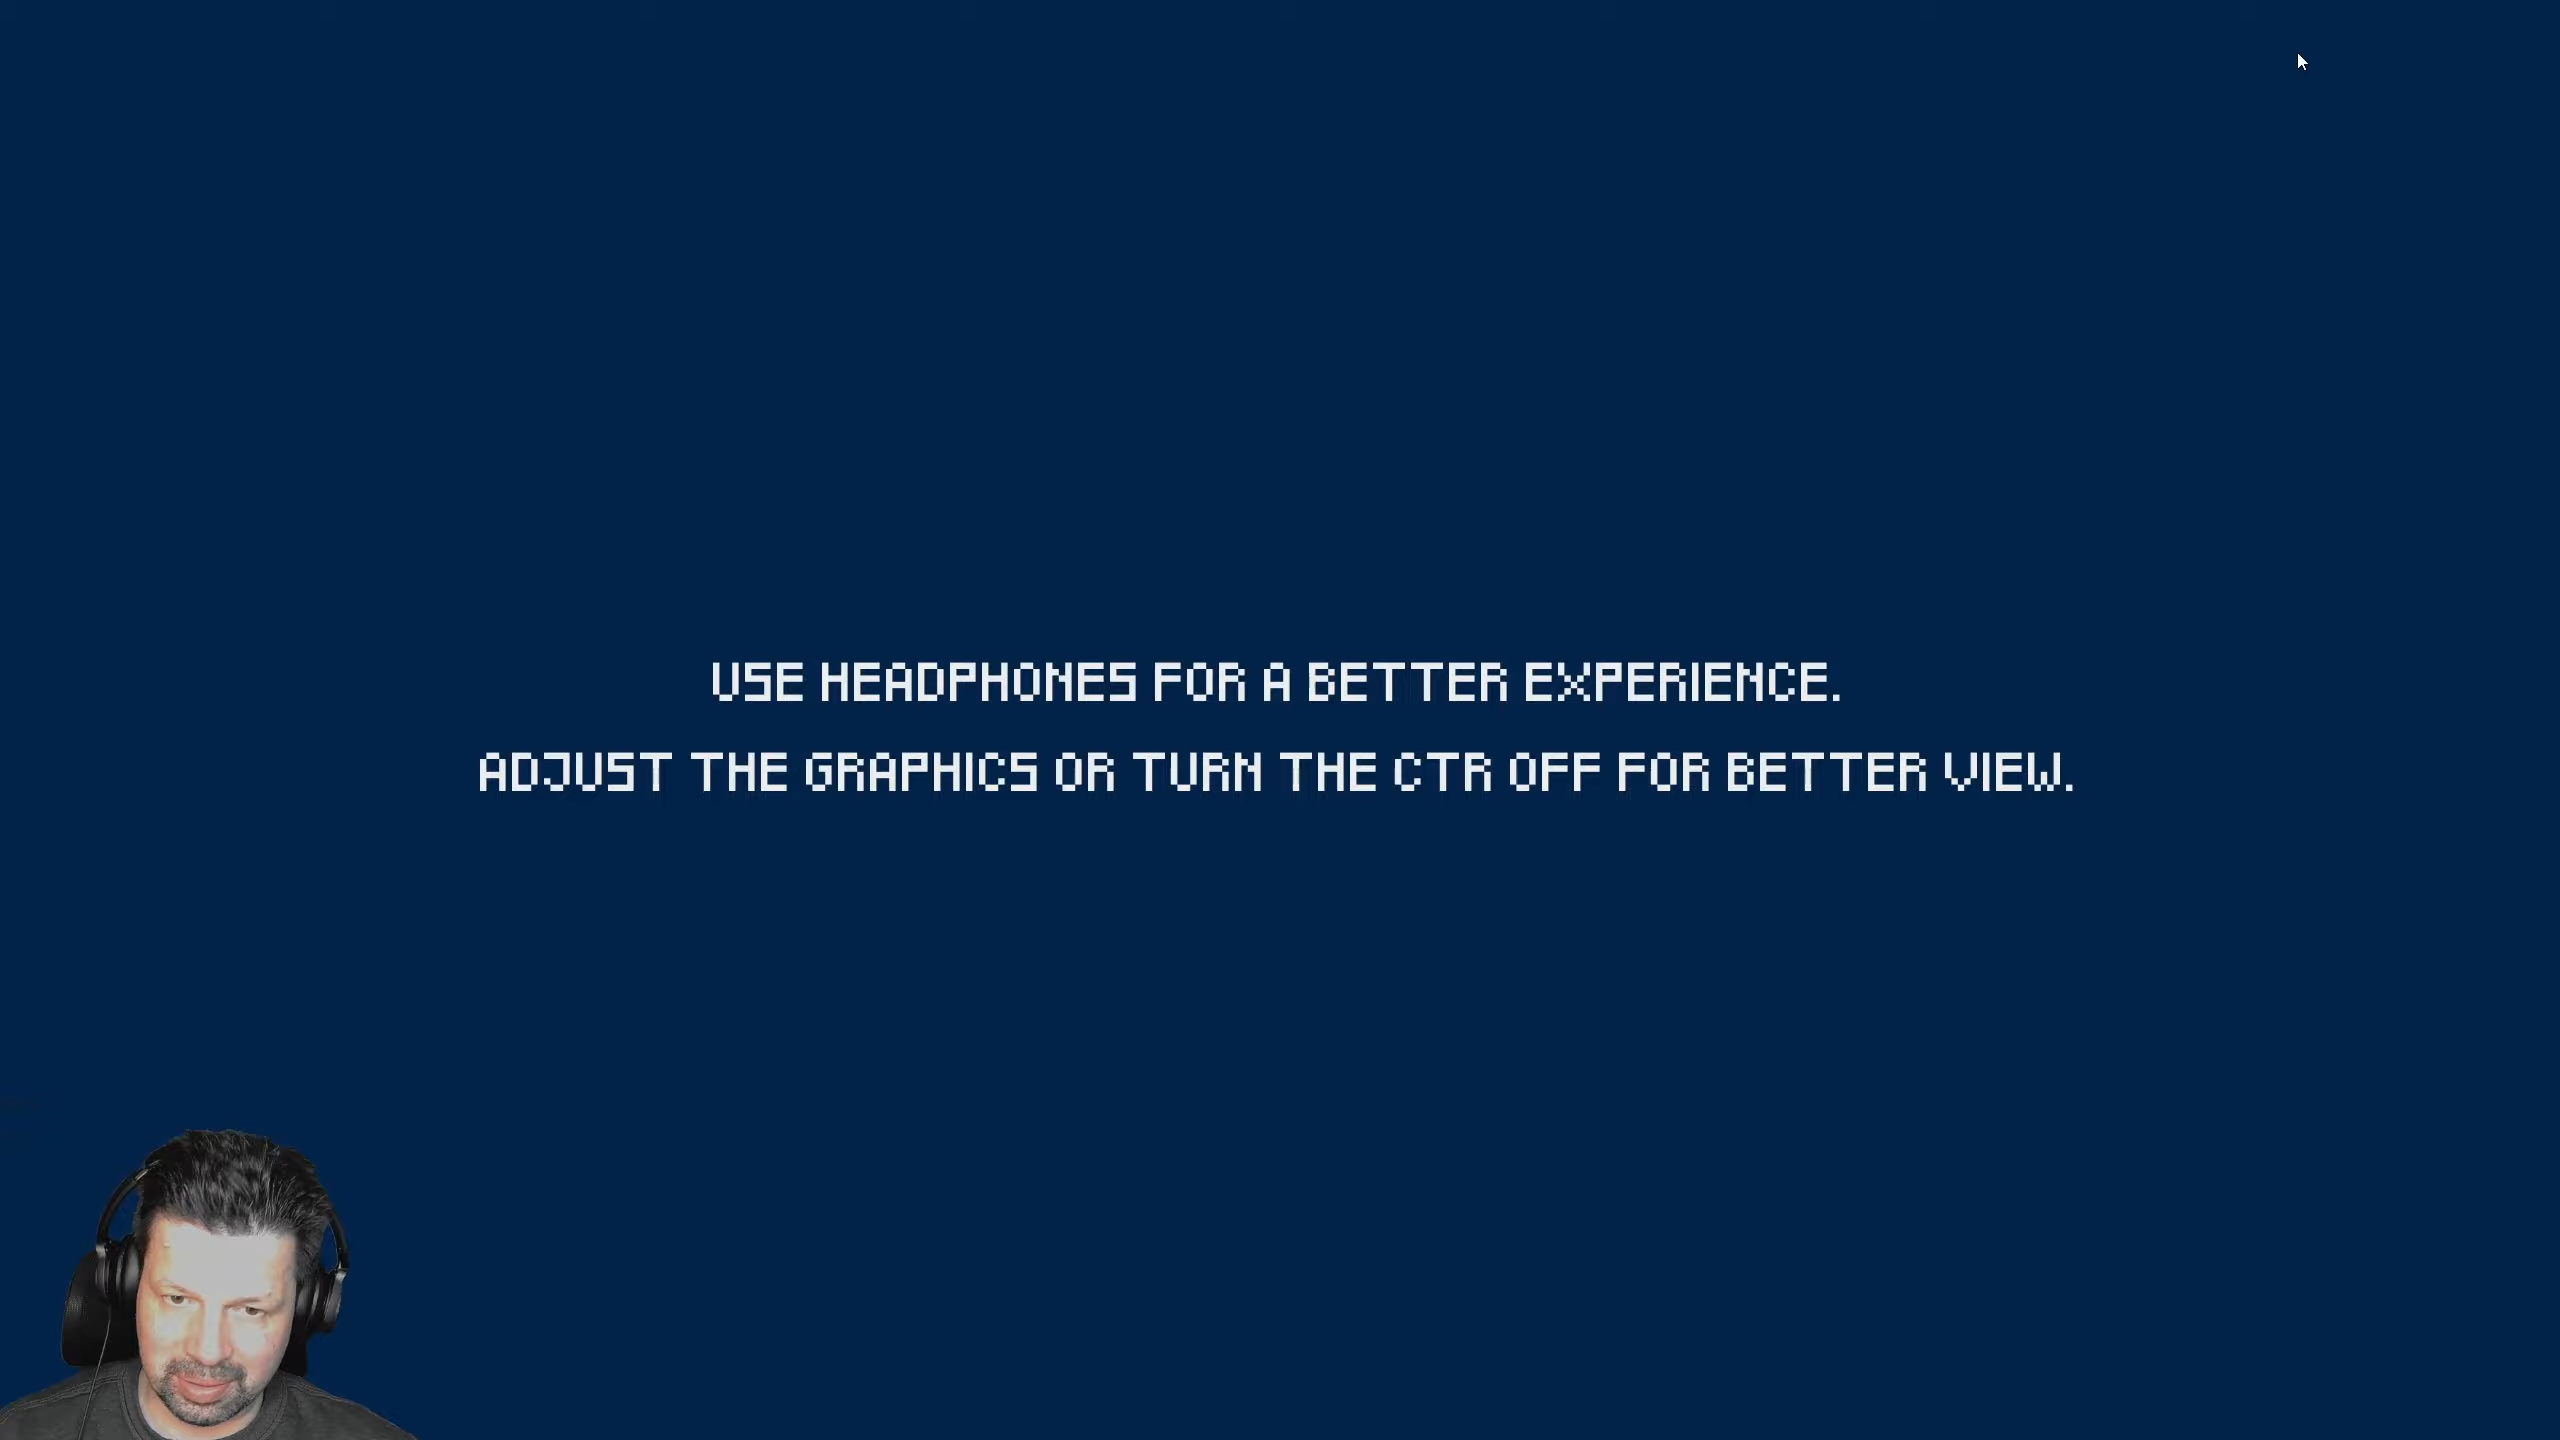 USE HEADPHONES FOR A BETTER EXPERIENCE.
ADJUST THE GRAPHICS OR TURN THE CTR OFF FOR BETTER VIEW.